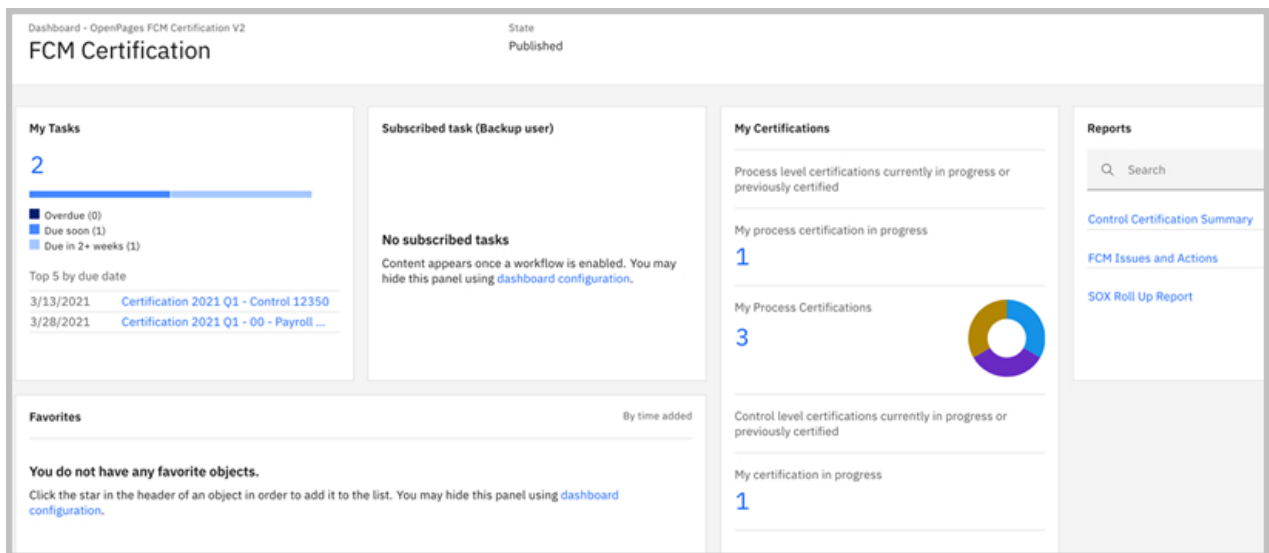 Dashboard - OpenPages FCM Certification V2
FCM Certification
State
Published
My Tasks
2
Overdue (0)
Due soon (1)
Due in 2+ weeks (1)
Top 5 by due date
3/13/2021 Certification 2021 Q1 - Control 12350
3/28/2021 Certification 2021 Q1 - 00 - Payroll ...
Subscribed task (Backup user)
No subscribed tasks
Content appears once a workflow is enabled. You may
hide this panel using dashboard configuration.
My Certifications
Process level certifications currently in progress or
previously certified
My process certification in progress
1
My Process Certifications
3
Control level certifications currently in progress or
previously certified
My certification in progress
1
Reports
Search
Control Certification Summary
FCM Issues and Actions
SOX Roll Up Report
Favorites
By time added
You do not have any favorite objects.
Click the star in the header of an object in order to add it to the list. You may hide this panel using dashboard
configuration.